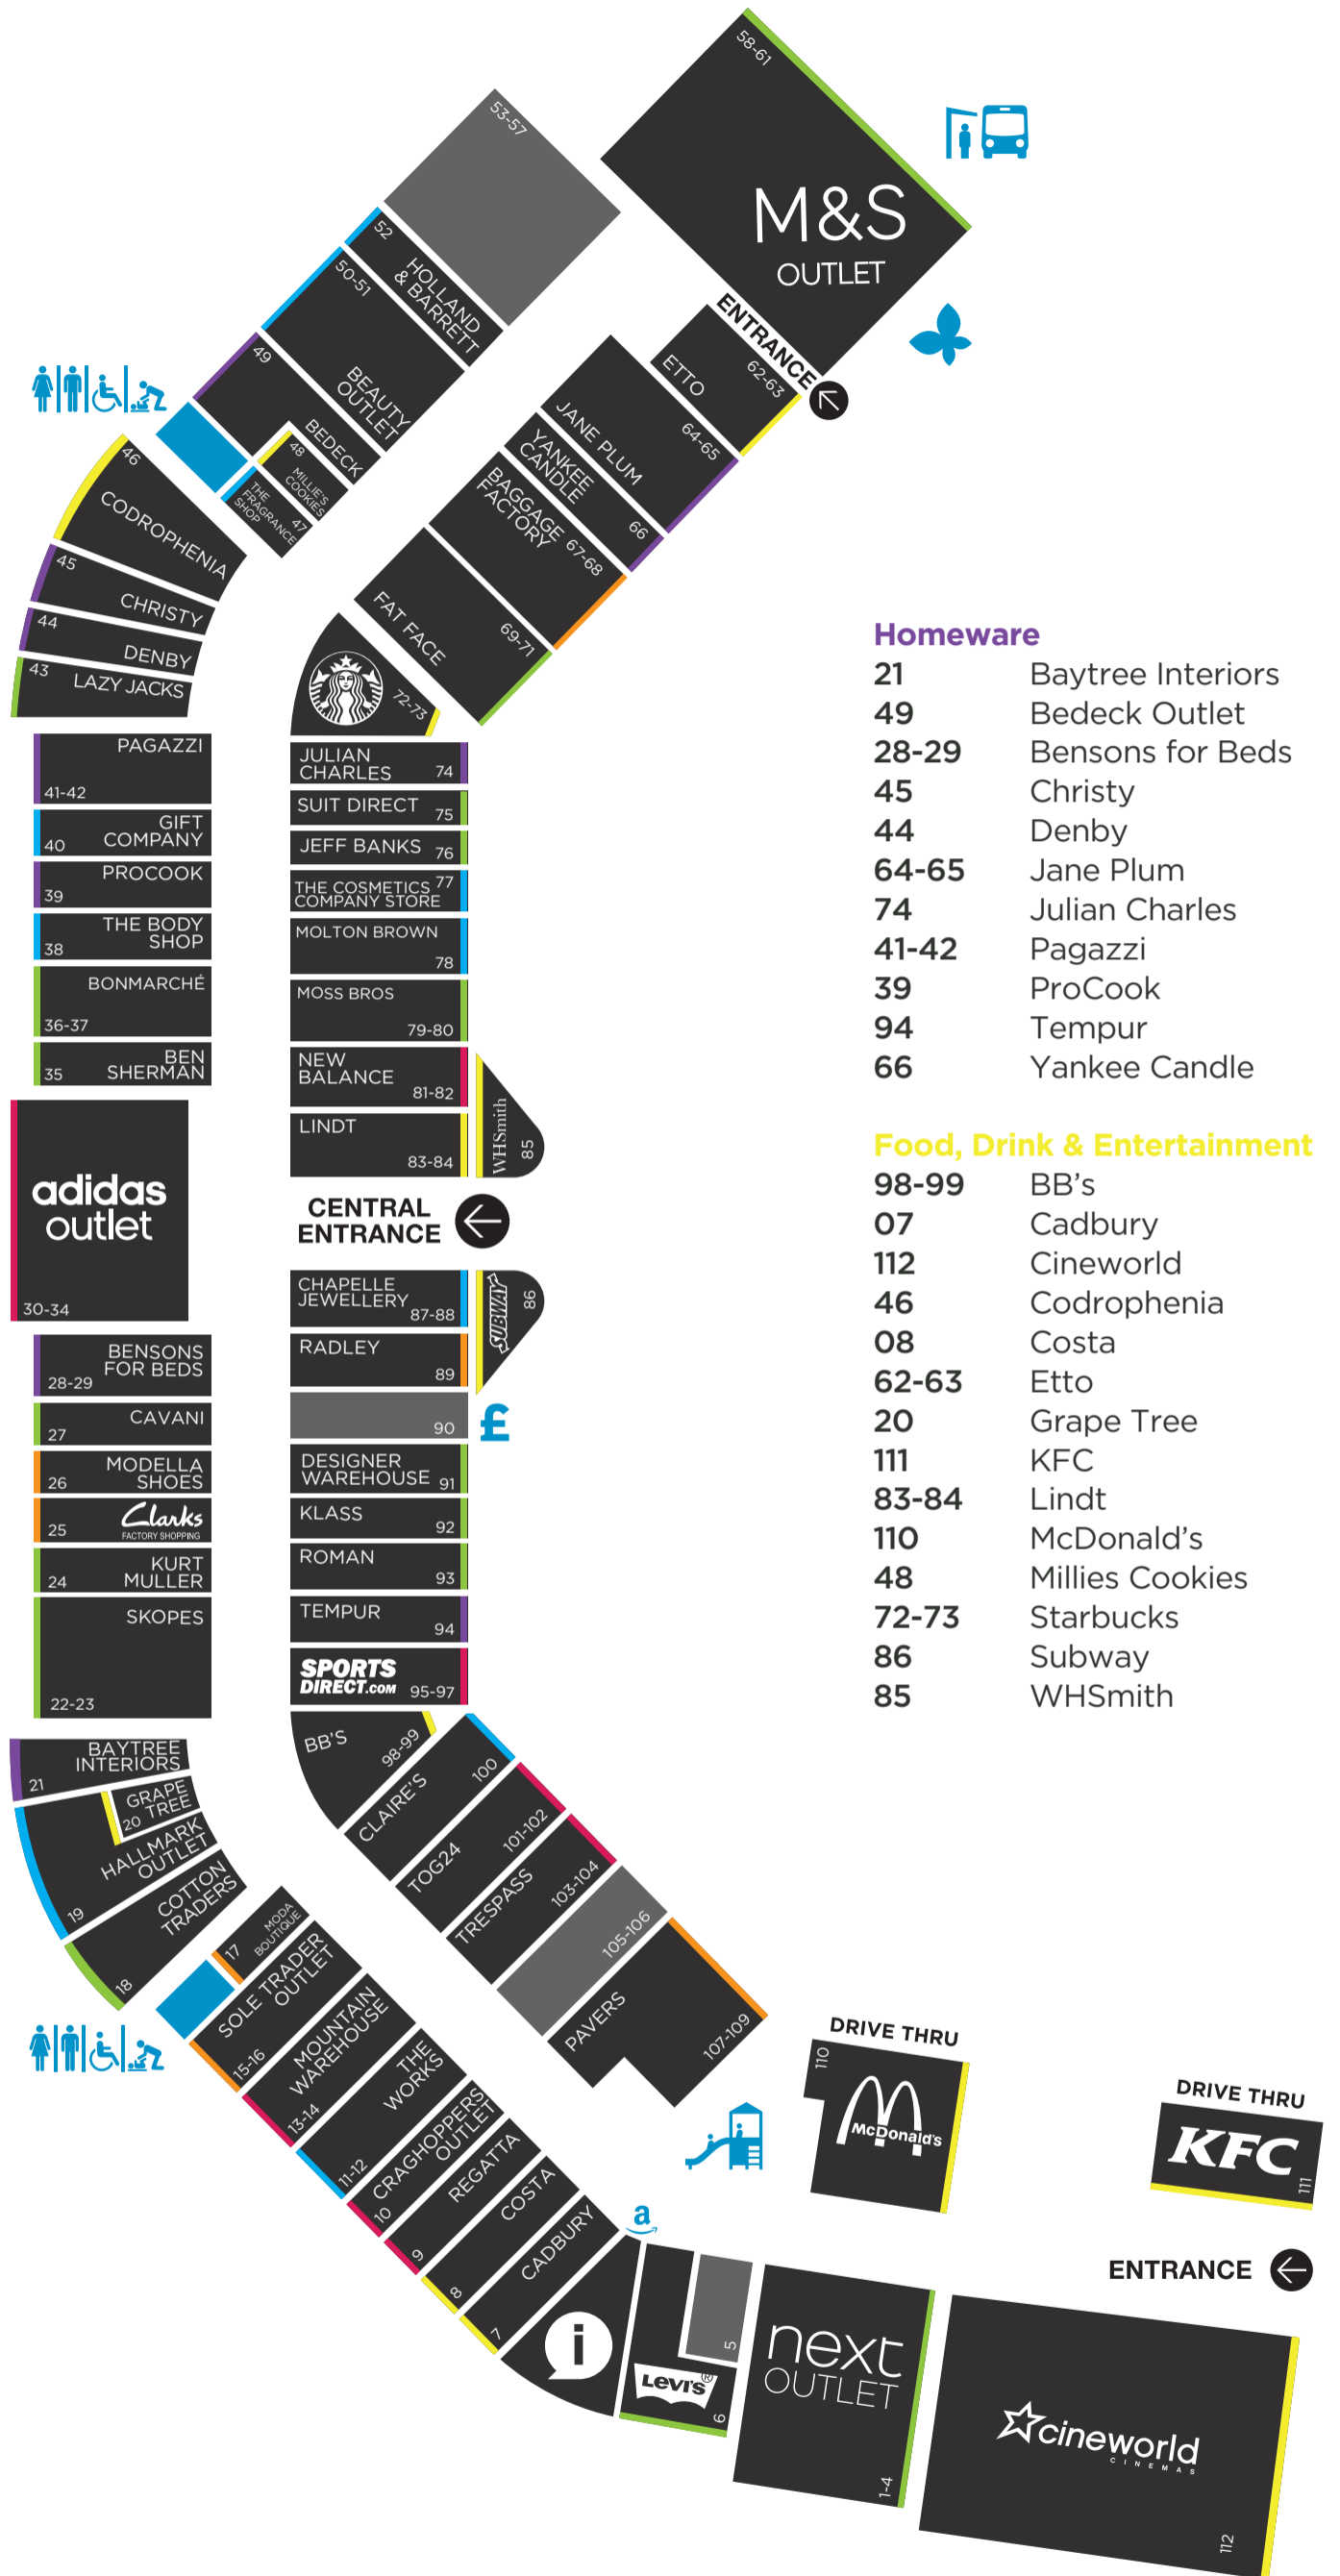 58-61
M&S
OUTLET
53-57
52
HOLLAND
& BARRETT
50-51
BEAUTY
OUTLET
49
BEDECK
48
MILLIE'S
COOKIES
THE
FRAGRANCE
SHOP
47
ENTRANCE
ETTO
62-63
JANE PLUM
64-65
YANKEE
CANDLE
66
BAGGAGE
FACTORY
67-68
FAT FACE
69-71
72-73
46
CODROPHENIA
45
CHRISTY
44
DENBY
43
LAZY JACKS
PAGAZZI
41-42
GIFT
COMPANY
40
PROCOOK
39
THE BODY
SHOP
38
BONMARCHÉ
36-37
BEN
SHERMAN
35
adidas
outlet
30-34
BENSONS
FOR BEDS
28-29
CAVANI
27
MODELLA
SHOES
26
Clarks
FACTORY SHOPPING
25
KURT
MULLER
24
SKOPES
22-23
JULIAN
CHARLES
74
SUIT DIRECT
75
JEFF BANKS
76
THE COSMETICS
COMPANY STORE
77
MOLTON BROWN
78
MOSS BROS
79-80
NEW
BALANCE
81-82
LINDT
83-84
WHSmith
85
CENTRAL
ENTRANCE
CHAPELLE
JEWELLERY
87-88
SUBWAY
86
RADLEY
89
90
£
DESIGNER
WAREHOUSE
91
KLASS
92
ROMAN
93
TEMPUR
94
SPORTS
DIRECT.COM
95-97
BB'S
98-99
CLAIRE'S
100
TOG24
101-102
TRESPASS
103-104
105-106
PAVERS
107-109
BAYTREE
INTERIORS
21
GRAPE
TREE
20
HALLMARK
OUTLET
19
COTTON
TRADERS
18
MODA
BOUTIQUE
17
SOLE TRADER
OUTLET
15-16
MOUNTAIN
WAREHOUSE
13-14
THE
WORKS
11-12
CRAGHOPPERS
OUTLET
10
REGATTA
9
COSTA
8
CADBURY
7
i
a
LEVI'S®
6
5
next
OUTLET
1-4
DRIVE THRU
110
McDonald's
DRIVE THRU
KFC
111
ENTRANCE
cineworld
CINEMAS
112
Homeware
21 Baytree Interiors
49 Bedeck Outlet
28-29 Bensons for Beds
45 Christy
44 Denby
64-65 Jane Plum
74 Julian Charles
41-42 Pagazzi
39 ProCook
94 Tempur
66 Yankee Candle
Food, Drink & Entertainment
98-99 BB's
07 Cadbury
112 Cineworld
46 Codrophenia
08 Costa
62-63 Etto
20 Grape Tree
111 KFC
83-84 Lindt
110 McDonald's
48 Millies Cookies
72-73 Starbucks
86 Subway
85 WHSmith